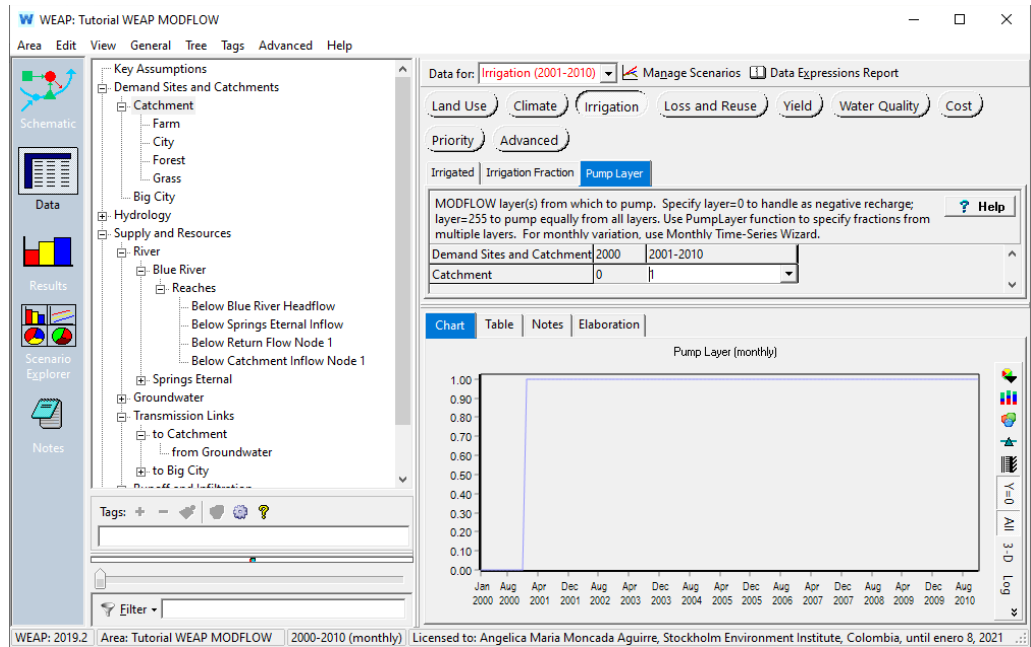 WEAP: Tutorial WEAP MODFLOW
Area Edit View General Tree Tags Advanced Help
Schematic
Data
Results
Scenario
Explorer
Notes
Key Assumptions
Demand Sites and Catchments
Catchment
Farm
City
Forest
Grass
Big City
Hydrology
Supply and Resources
River
Blue River
Reaches
Below Blue River Headflow
Below Springs Eternal Inflow
Below Return Flow Node 1
Below Catchment Inflow Node 1
Springs Eternal
Groundwater
Transmission Links
to Catchment
from Groundwater
to Big City
Runoff and Infiltration
Tags:
Filter
Data for: Irrigation (2001-2010) Manage Scenarios Data Expressions Report
Land Use Climate Irrigation Loss and Reuse Yield Water Quality Cost
Priority Advanced
Irrigated Irrigation Fraction Pump Layer
MODFLOW layer(s) from which to pump. Specify layer=0 to handle as negative recharge;
layer=255 to pump equally from all layers. Use PumpLayer function to specify fractions from
multiple layers. For monthly variation, use Monthly Time-Series Wizard.
? Help
Demand Sites and Catchment 2000 2001-2010
Catchment 0 1
Chart Table Notes Elaboration
Pump Layer (monthly)
1.00
0.90
0.80
0.70
0.60
0.50
0.40
0.30
0.20
0.10
0.00
Jan Aug Apr Dec Aug Apr Dec Aug Apr Dec Aug Apr Dec Aug Apr Dec Aug
2000 2000 2001 2001 2002 2003 2003 2004 2005 2005 2006 2007 2007 2008 2009 2009 2010
Y=0
All
3-D
Log
WEAP: 2019.2 Area: Tutorial WEAP MODFLOW 2000-2010 (monthly) Licensed to: Angelica Maria Moncada Aguirre, Stockholm Environment Institute, Colombia, until enero 8, 2021